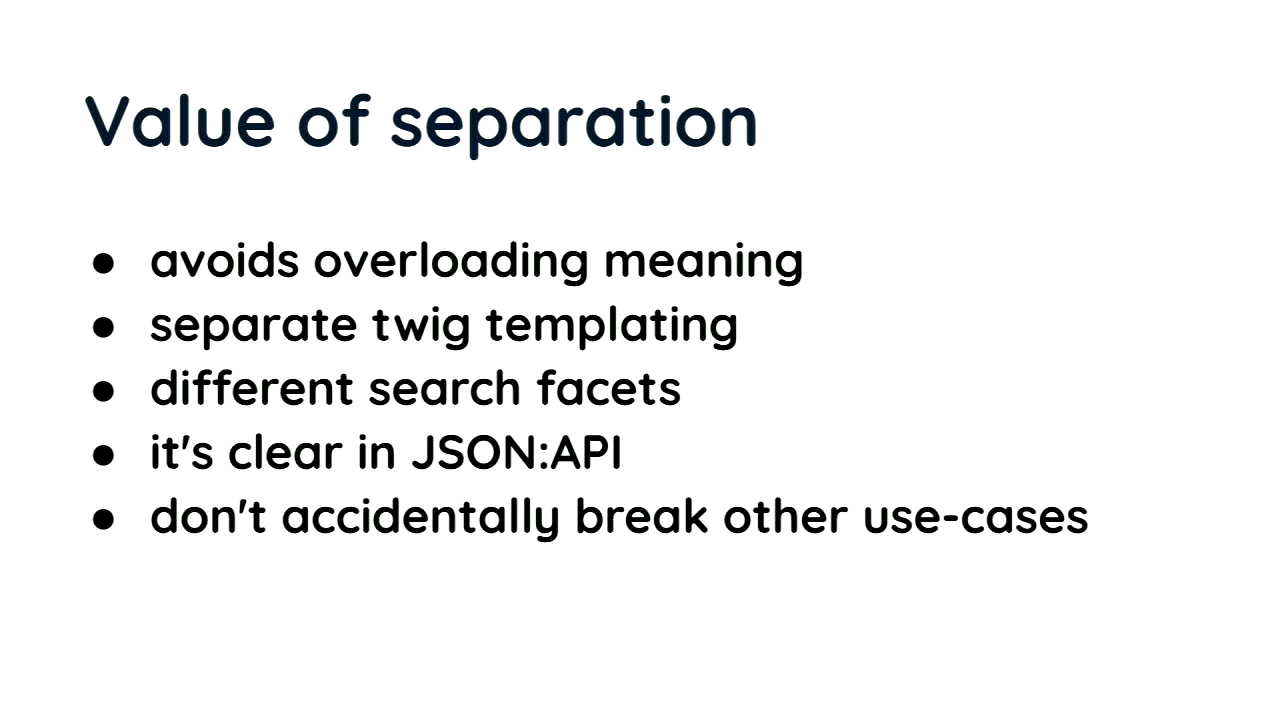 Value of separation
● avoids overloading meaning
● separate twig templating
● different search facets
● it's clear in JSON:API
● don't accidentally break other use-cases